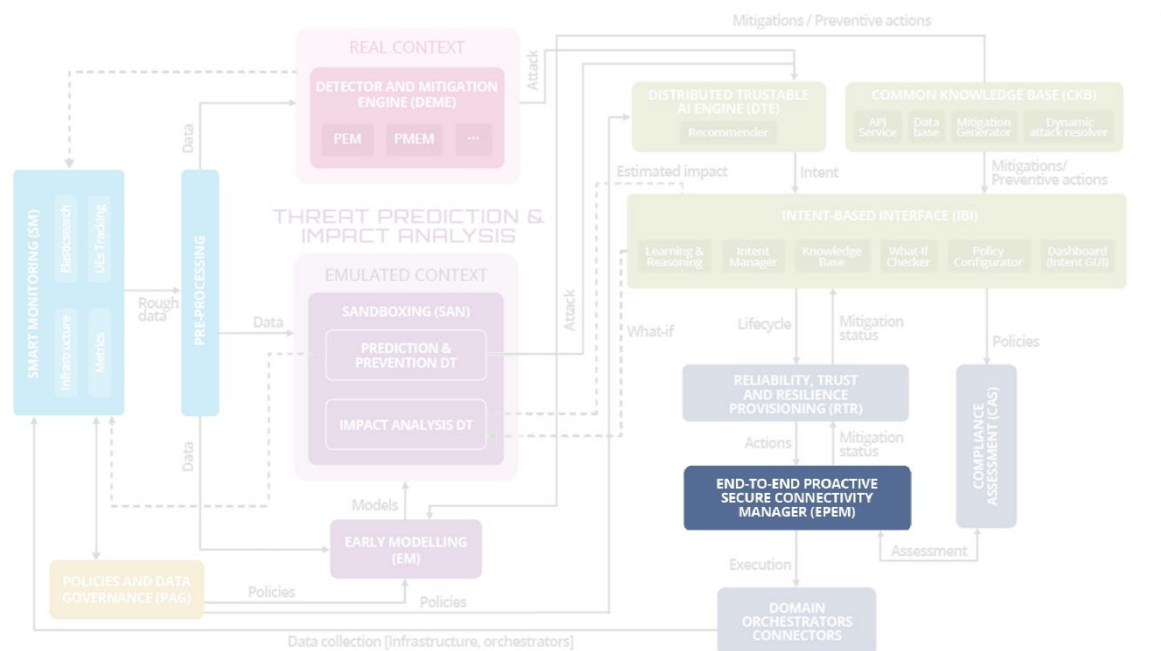 Mitigations / Preventive actions
REAL CONTEXT
DETECTOR AND MITIGATION
ENGINE (DEME)
PEM
PMEM
...
Attack
Data
DISTRIBUTED TRUSTABLE
AI ENGINE (DTE)
Recommender
COMMON KNOWLEDGE BASE (CKB)
API
Service
Data
base
Mitigation
Generator
Dynamic
attack resolver
Estimated impact
Intent
Mitigations/
Preventive actions
SMART MONITORING (SM)
Elasticsearch
UEs Tracking
Infrastructure
Metrics
Rough
data
PRE-PROCESSING
THREAT PREDICTION &
IMPACT ANALYSIS
INTENT-BASED INTERFACE (IBI)
Learning &
Reasoning
Intent
Manager
Knowledge
Base
What-If
Checker
Policy
Configurator
Dashboard
(Intent GUI)
EMULATED CONTEXT
SANDBOXING (SAN)
PREDICTION &
PREVENTION DT
IMPACT ANALYSIS DT
Data
Attack
What-if
Lifecycle
Mitigation
status
Policies
RELIABILITY, TRUST
AND RESILIENCE
PROVISIONING (RTR)
COMPLIANCE
ASSESSMENT (CAS)
Actions
Mitigation
status
Data
END-TO-END PROACTIVE
SECURE CONNECTIVITY
MANAGER (EPEM)
Models
EARLY MODELLING
(EM)
Assessment
Execution
POLICIES AND DATA
GOVERNANCE (PAG)
Policies
Policies
DOMAIN
ORCHESTRATORS
CONNECTORS
Data collection [Infrastructure, orchestrators]